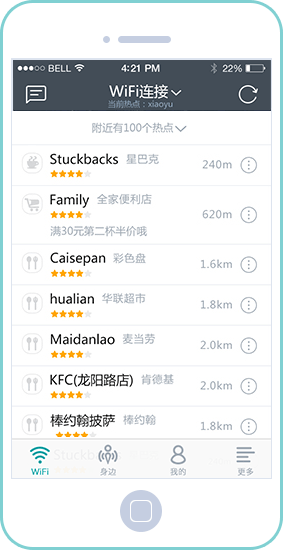 BELL 4:21 PM 22%
WiFi连接
当前热点：xiaoyu
附近有100个热点
Stuckbacks 星巴克 240m
Family 全家便利店 620m
满30元第二杯半价哦
Caisepan 彩色盘 1.6km
hualian 华联超市 1.8km
Maidanlao 麦当劳 2.0km
KFC(龙阳路店) 肯德基 2.0km
棒约翰披萨 棒约翰 1.8km
Stuckbacks
WiFi 身边 我的 更多